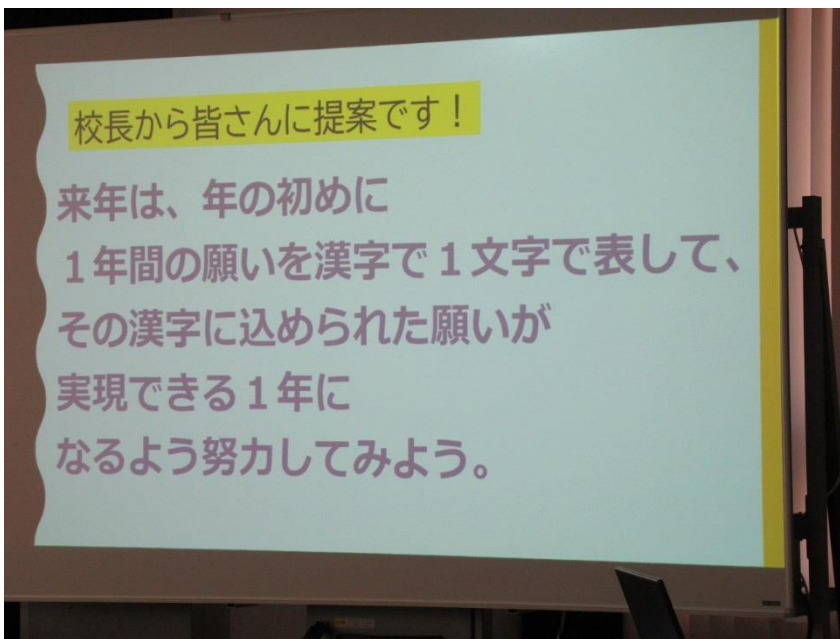 校長から皆さんに提案です！
来年は、年の初めに
１年間の願いを漢字で１文字で表して、
その漢字に込められた願いが
実現できる１年に
なるよう努力してみよう。